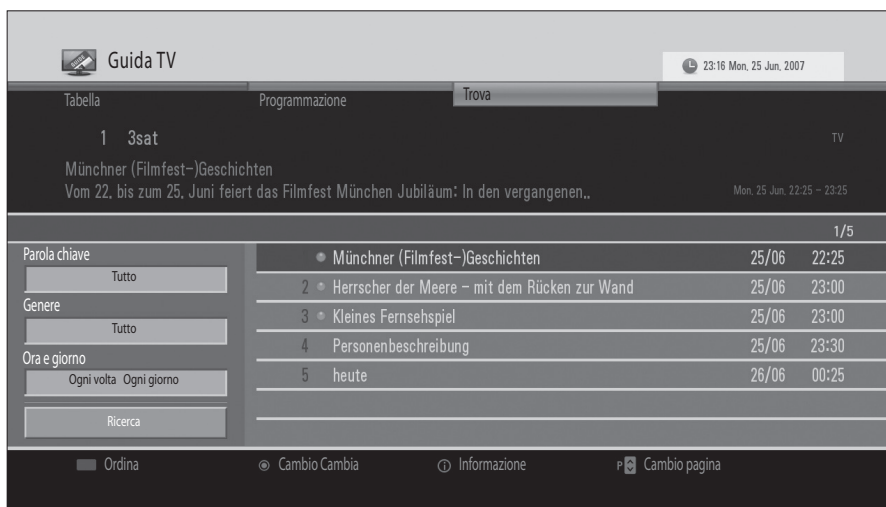 Guida TV
23:16 Mon, 25 Jun, 2007
Tabella Programmazione Trova
1 3sat TV
Münchner (Filmfest-)Geschichten
Vom 22. bis zum 25. Juni feiert das Filmfest München Jubiläum: In den vergangenen.. Mon, 25 Jun, 22:25 - 23:25
1/5
Parola chiave
Tutto
Genere
Tutto
Ora e giorno
Ogni volta Ogni giorno
Ricerca
Münchner (Filmfest-)Geschichten 25/06 22:25
2 Herrscher der Meere - mit dem Rücken zur Wand 25/06 23:00
3 Kleines Fernsehspiel 25/06 23:00
4 Personenbeschreibung 25/06 23:30
5 heute 26/06 00:25
Ordina Cambio Cambia Informazione P Cambio pagina